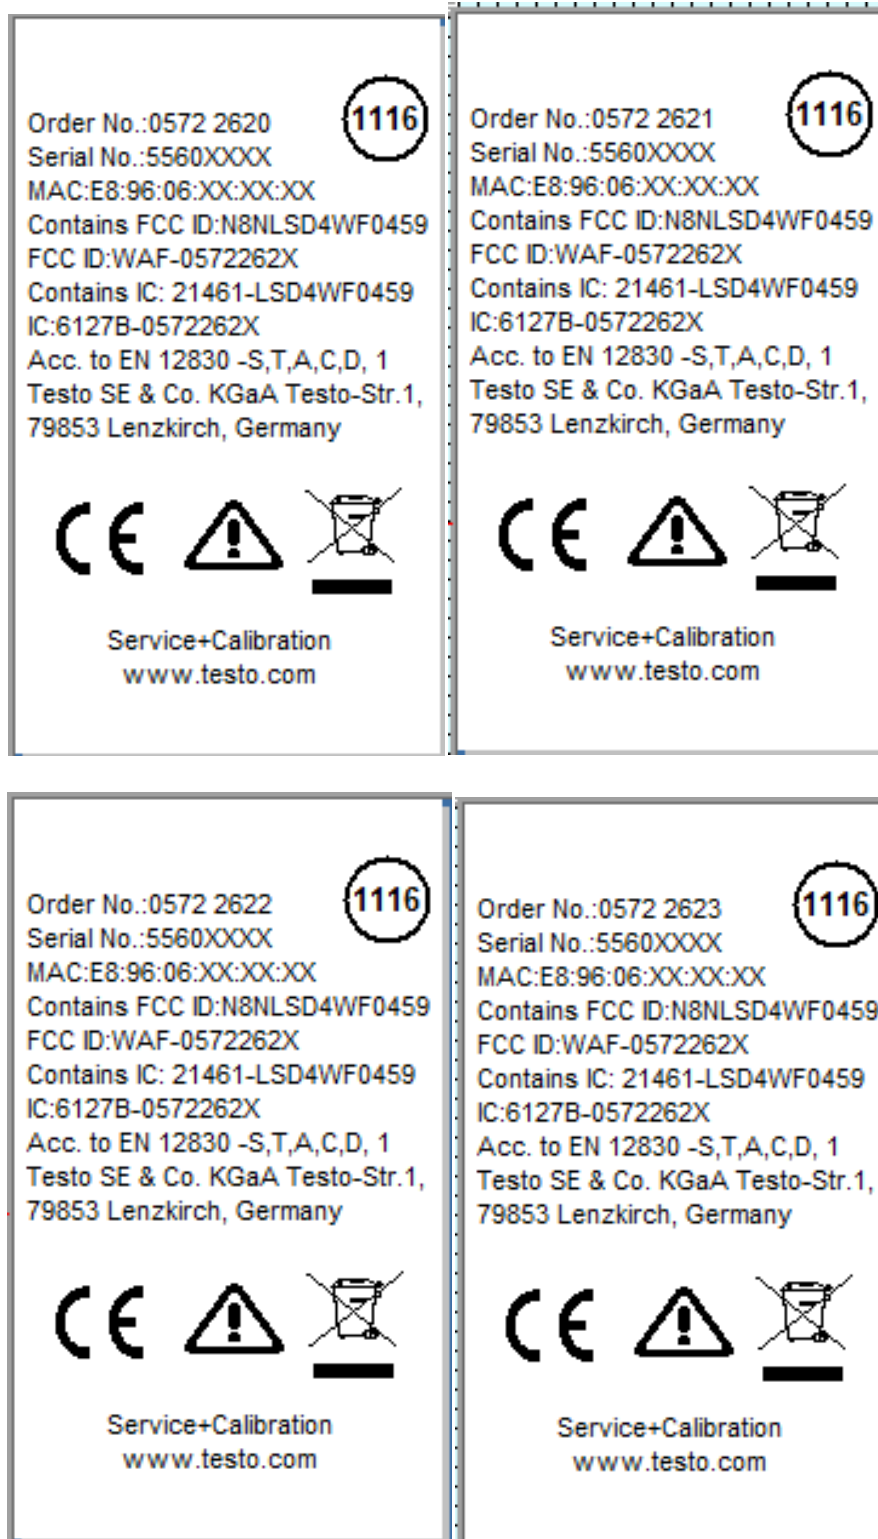 1116
Order No.:0572 2620
Serial No.:5560XXXX
MAC:E8:96:06:XX:XX:XX
Contains FCC ID:N8NLSD4WF0459
FCC ID:WAF-0572262X
Contains IC: 21461-LSD4WF0459
IC:6127B-0572262X
Acc. to EN 12830 -S,T,A,C,D, 1
Testo SE & Co. KGaA Testo-Str.1,
79853 Lenzkirch, Germany
CE
Service+Calibration
www.testo.com
1116
Order No.:0572 2621
Serial No.:5560XXXX
MAC:E8:96:06:XX:XX:XX
Contains FCC ID:N8NLSD4WF0459
FCC ID:WAF-0572262X
Contains IC: 21461-LSD4WF0459
IC:6127B-0572262X
Acc. to EN 12830 -S,T,A,C,D, 1
Testo SE & Co. KGaA Testo-Str.1,
79853 Lenzkirch, Germany
CE
Service+Calibration
www.testo.com
1116
Order No.:0572 2622
Serial No.:5560XXXX
MAC:E8:96:06:XX:XX:XX
Contains FCC ID:N8NLSD4WF0459
FCC ID:WAF-0572262X
Contains IC: 21461-LSD4WF0459
IC:6127B-0572262X
Acc. to EN 12830 -S,T,A,C,D, 1
Testo SE & Co. KGaA Testo-Str.1,
79853 Lenzkirch, Germany
CE
Service+Calibration
www.testo.com
1116
Order No.:0572 2623
Serial No.:5560XXXX
MAC:E8:96:06:XX:XX:XX
Contains FCC ID:N8NLSD4WF0459
FCC ID:WAF-0572262X
Contains IC: 21461-LSD4WF0459
IC:6127B-0572262X
Acc. to EN 12830 -S,T,A,C,D, 1
Testo SE & Co. KGaA Testo-Str.1,
79853 Lenzkirch, Germany
CE
Service+Calibration
www.testo.com